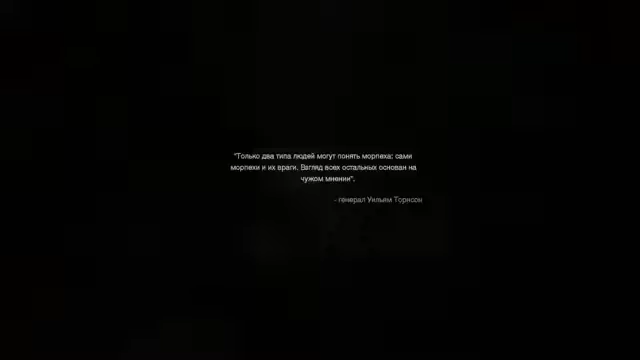 "Только два типа людей могут понять морпеха: сами
морпехи и их враги. Взгляд всех остальных основан на
чужом мнении".
- генерал Уильям Торнсон